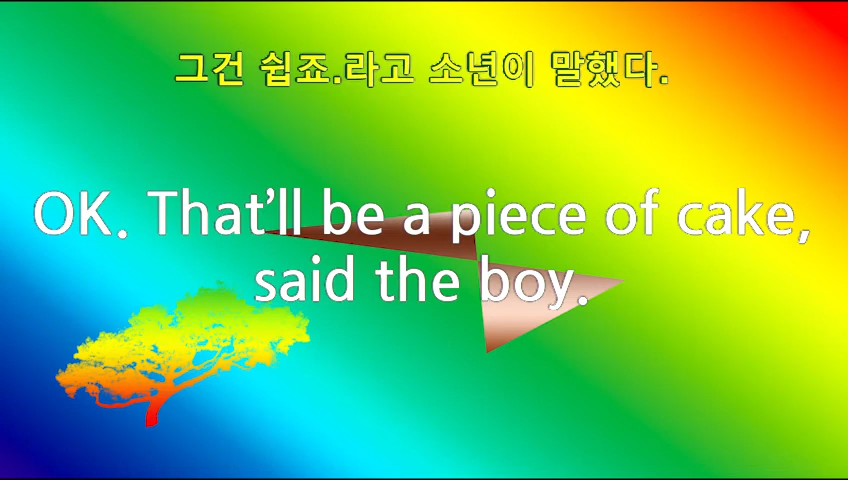 그건 쉽죠.라고 소년이 말했다.
OK. That’ll be a piece of cake,
said the boy.